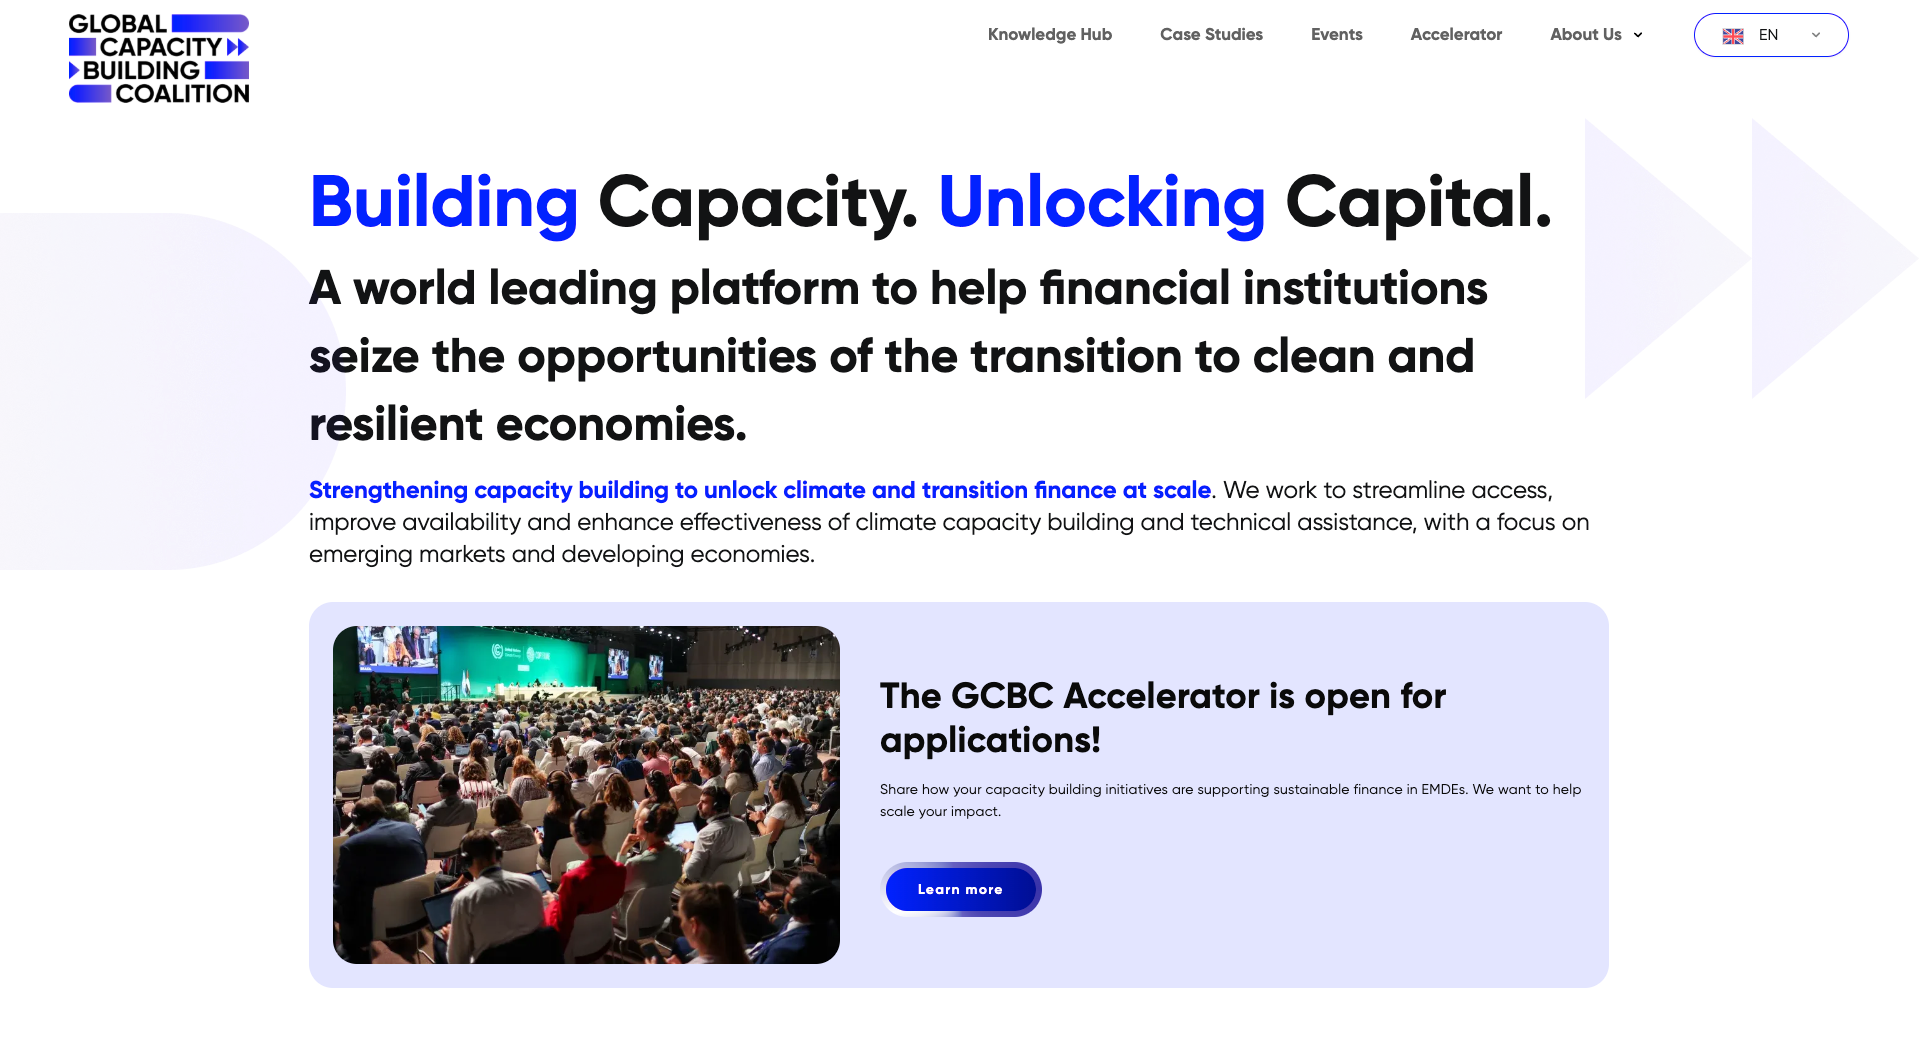 GLOBAL
CAPACITY
BUILDING
COALITION
Knowledge Hub
Case Studies
Events
Accelerator
About Us
EN
Building Capacity. Unlocking Capital.
A world leading platform to help financial institutions
seize the opportunities of the transition to clean and
resilient economies.
Strengthening capacity building to unlock climate and transition finance at scale. We work to streamline access,
improve availability and enhance effectiveness of climate capacity building and technical assistance, with a focus on
emerging markets and developing economies.
The GCBC Accelerator is open for
applications!
Share how your capacity building initiatives are supporting sustainable finance in EMDEs. We want to help
scale your impact.
Learn more